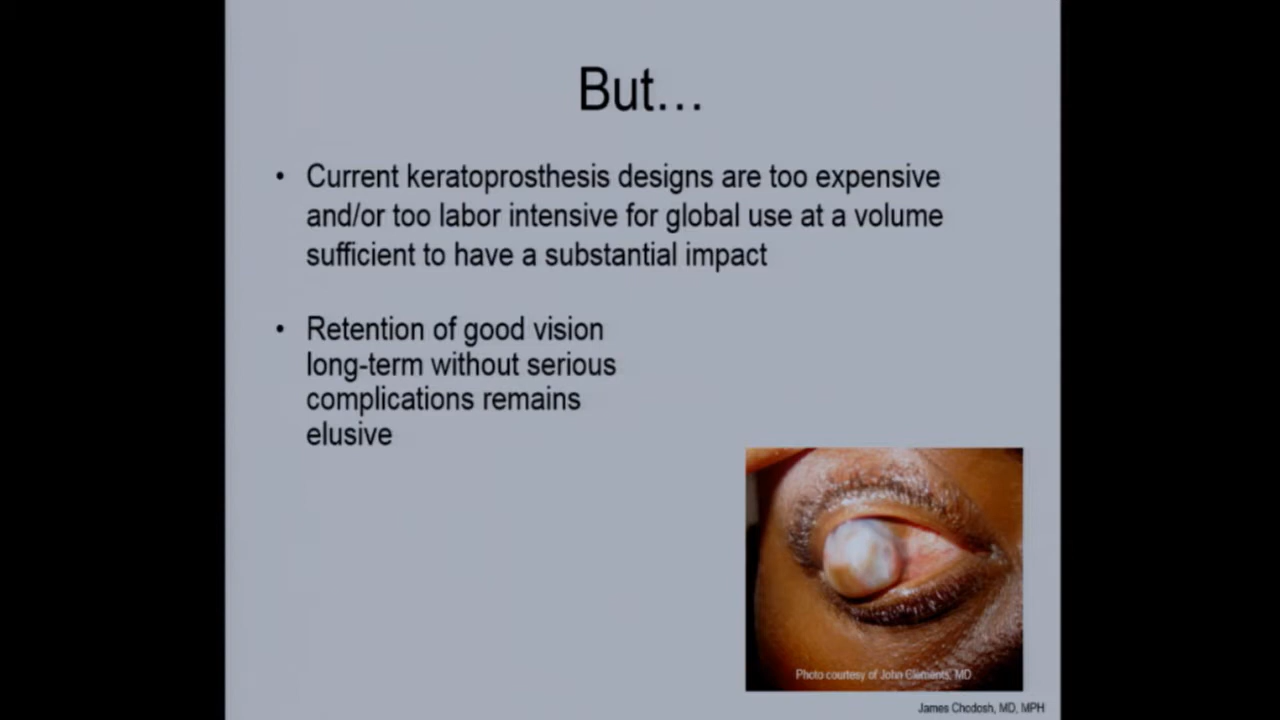 But…
• Current keratoprosthesis designs are too expensive
and/or too labor intensive for global use at a volume
sufficient to have a substantial impact
• Retention of good vision
long-term without serious
complications remains
elusive
Photo courtesy of John Clements, MD
James Chodosh, MD, MPH